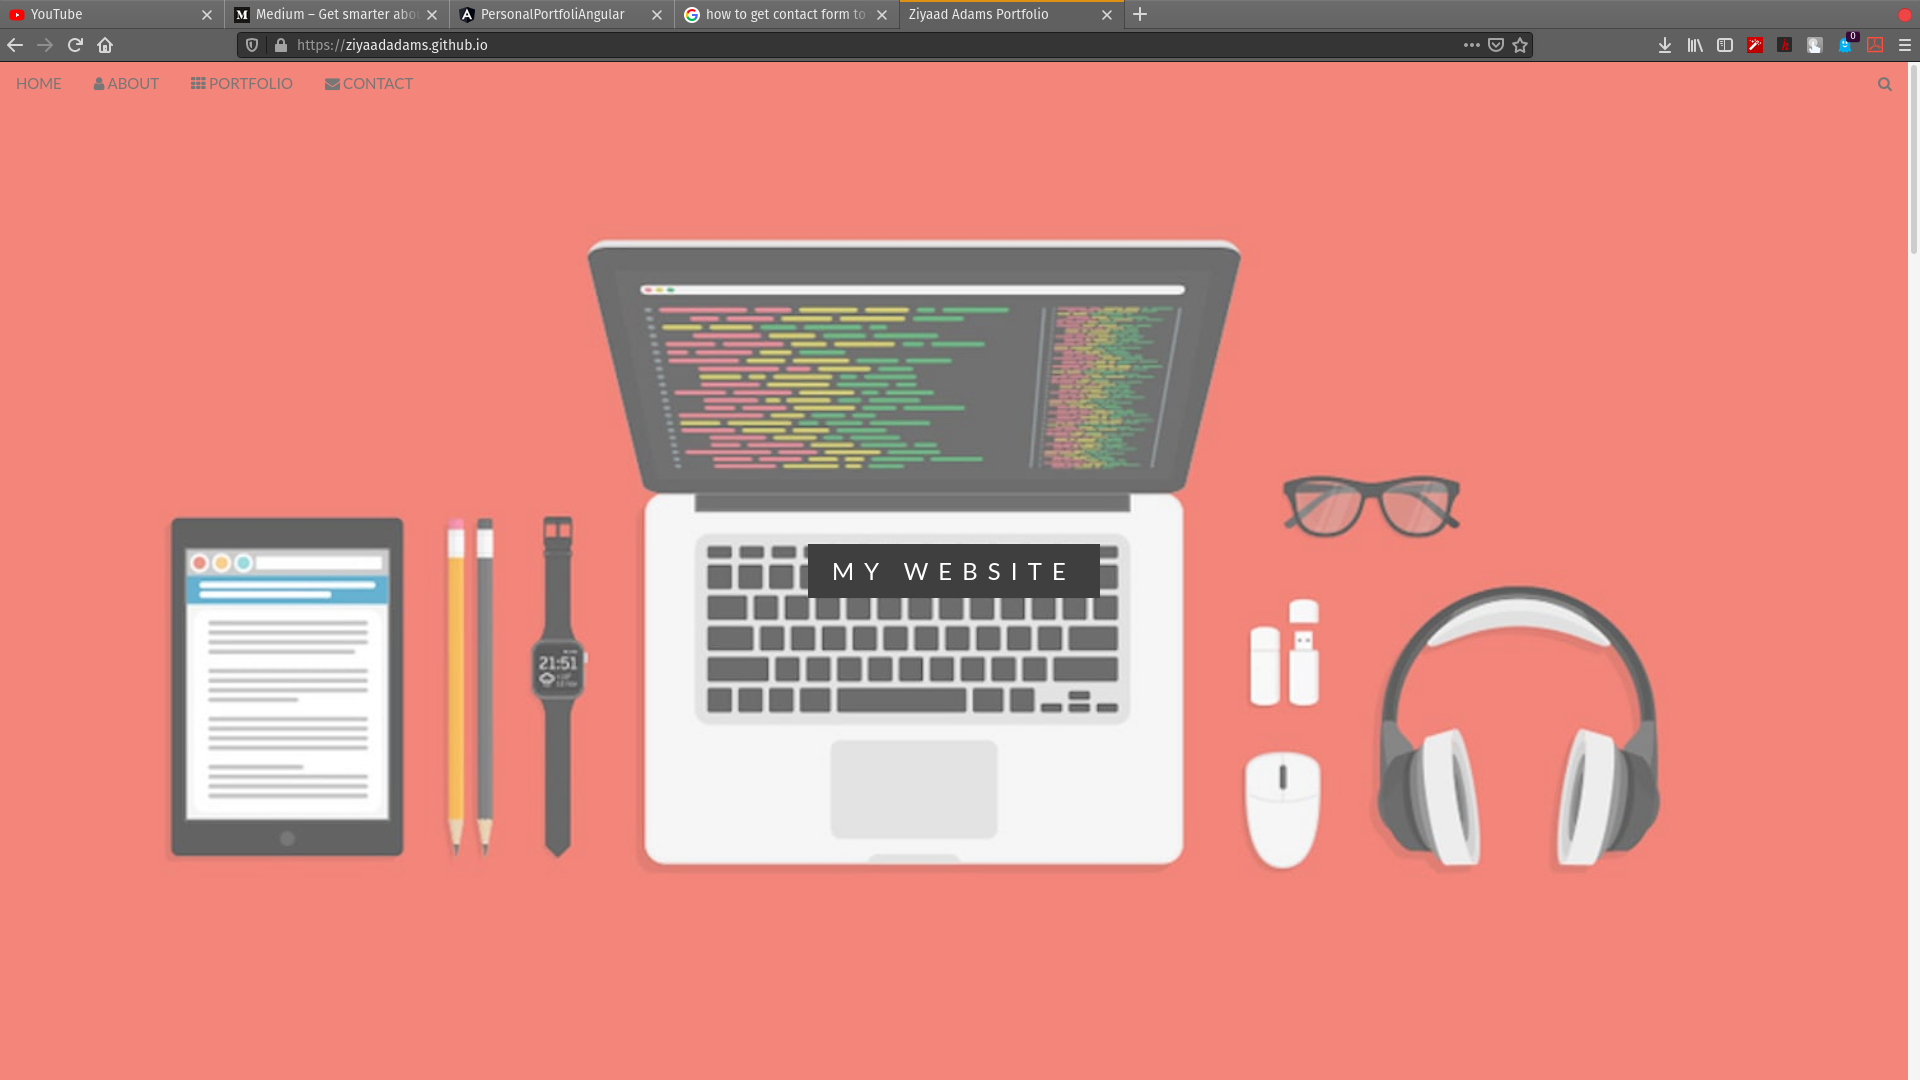 YouTube
Medium – Get smarter abo
PersonalPortfoliAngular
how to get contact form to
Ziyaad Adams Portfolio
https://ziyaadadams.github.io
0
HOME ABOUT PORTFOLIO CONTACT
MY WEBSITE
21:51